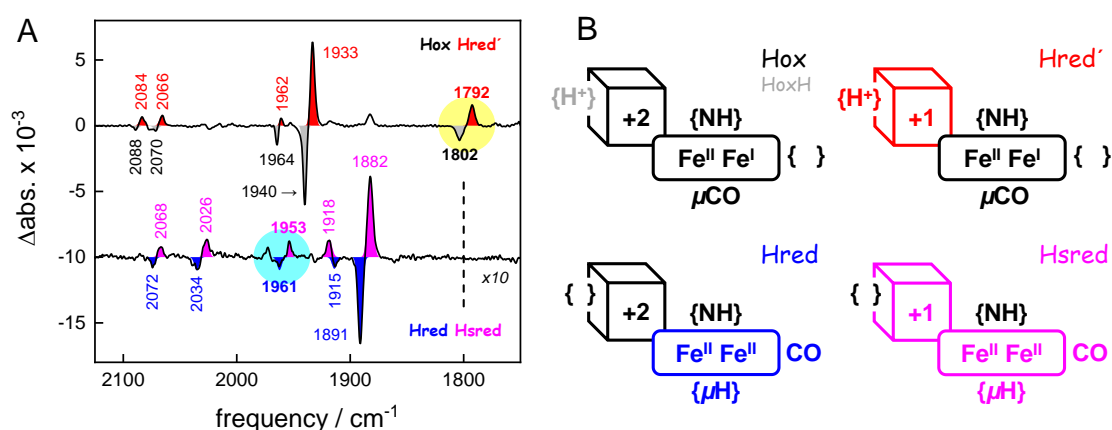 A
Δabs. x 10⁻³
5
0
-5
-10
-15
Hox Hred´
2084
2066
1962
1933
1792
2088
2070
1964
1940 →
1802
1882
2068
2026
1953
1918
2072
2034
1961
1915
1891
x10
Hred Hsred
2100 2000 1900 1800
frequency / cm⁻¹
B
Hox
HoxH
{H⁺}
+2
{NH}
Feᴵᴵ Feᴵ
{ }
μCO
Hred´
{H⁺}
+1
{NH}
Feᴵᴵ Feᴵ
{ }
μCO
Hred
{ }
+2
{NH}
Feᴵᴵ Feᴵᴵ
CO
{μH}
Hsred
{ }
+1
{NH}
Feᴵᴵ Feᴵᴵ
CO
{μH}